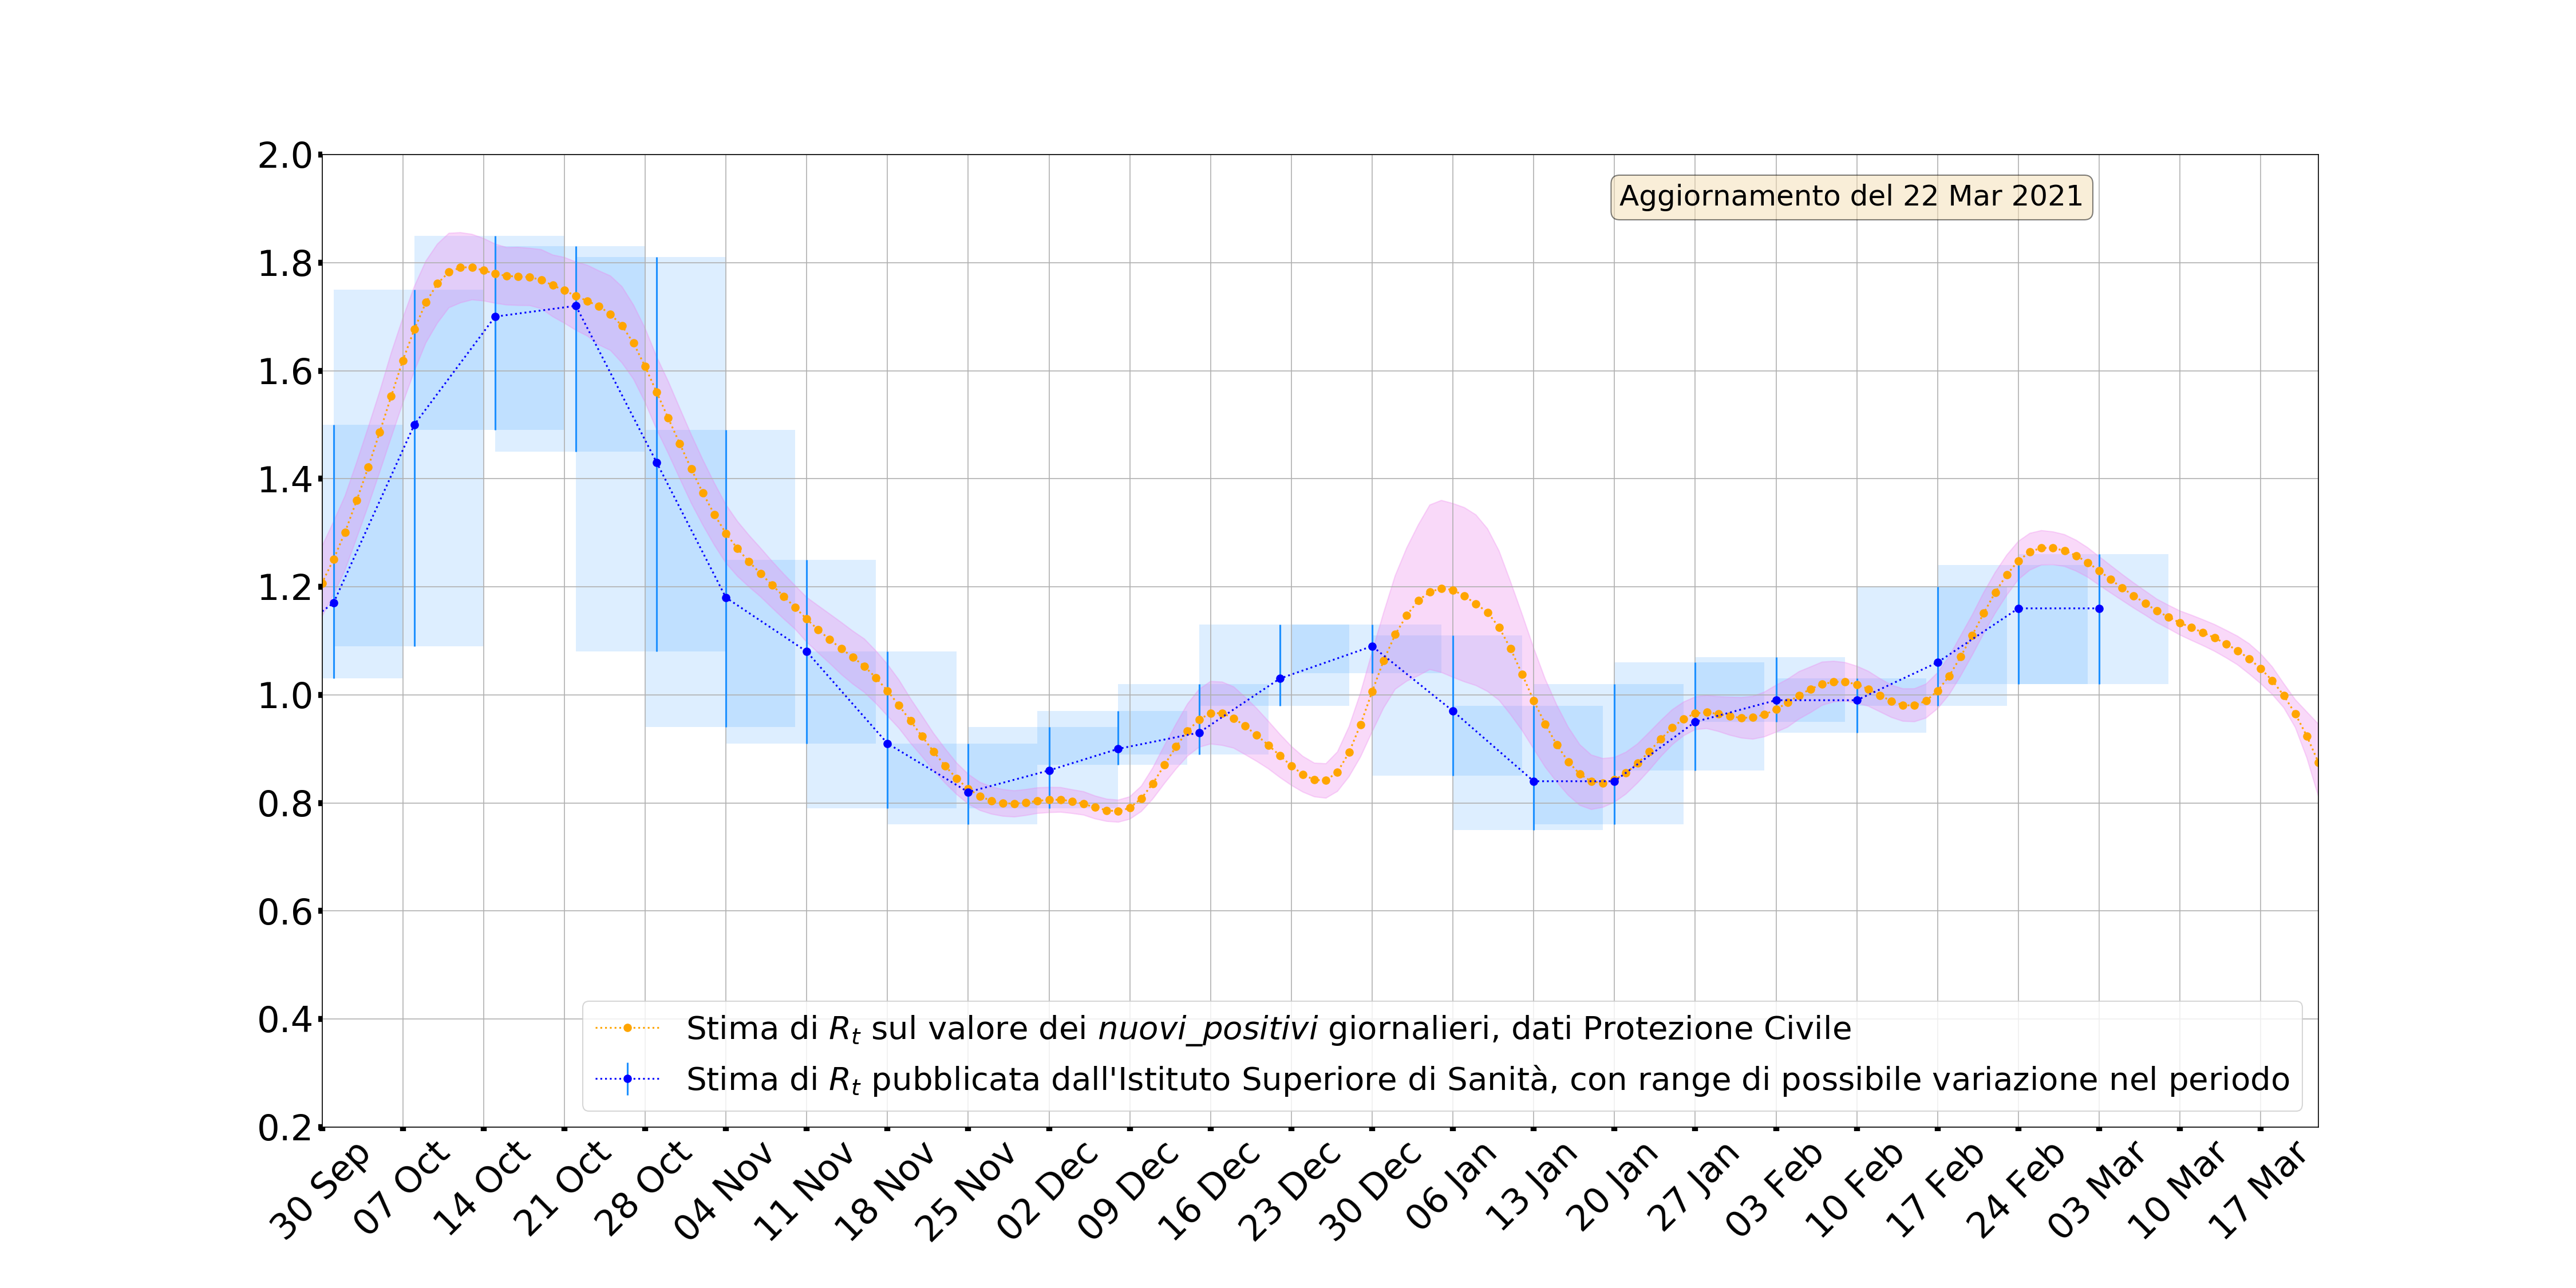 2.0
1.8
1.6
1.4
1.2
1.0
0.8
0.6
0.4
0.2
Aggiornamento del 22 Mar 2021
Stima di Rt sul valore dei nuovi_positivi giornalieri, dati Protezione Civile
Stima di Rt pubblicata dall'Istituto Superiore di Sanità, con range di possibile variazione nel periodo
30 Sep
07 Oct
14 Oct
21 Oct
28 Oct
04 Nov
11 Nov
18 Nov
25 Nov
02 Dec
09 Dec
16 Dec
23 Dec
30 Dec
06 Jan
13 Jan
20 Jan
27 Jan
03 Feb
10 Feb
17 Feb
24 Feb
03 Mar
10 Mar
17 Mar